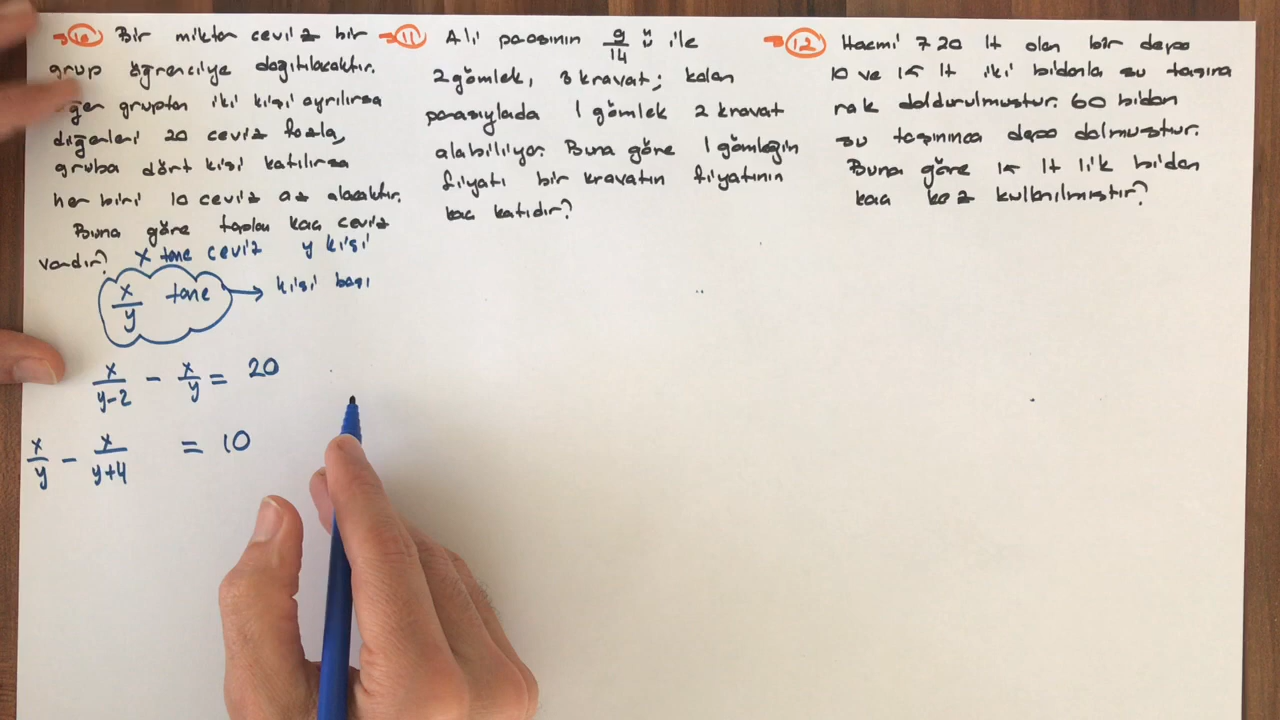 10 Bir miktar ceviz bir
grup öğrenciye dağıtılacaktır.
Eğer gruptan iki kişi ayrılırsa
diğerleri 20 ceviz fazla,
gruba dört kişi katılırsa
her biri 10 ceviz az alacaktır.
Buna göre toplam kaç ceviz
vardır?
x tane ceviz y kişi
x/y tane → kişi başı
x/(y-2) - x/y = 20
x/y - x/(y+4) = 10
11 Ali parasının 9/14 ü ile
2 gömlek, 3 kravat; kalan
parasıylada 1 gömlek 2 kravat
alabiliyor. Buna göre 1 gömleğin
fiyatı bir kravatın fiyatının
kaç katıdır?
12 Hacmi 720 lt olan bir depo
10 ve 15 lt iki bidonla su taşına
rak doldurulmuştur. 60 bidon
su taşınınca depo dolmuştur.
Buna göre 15 lt lik bidon
kaç kez kullanılmıştır?